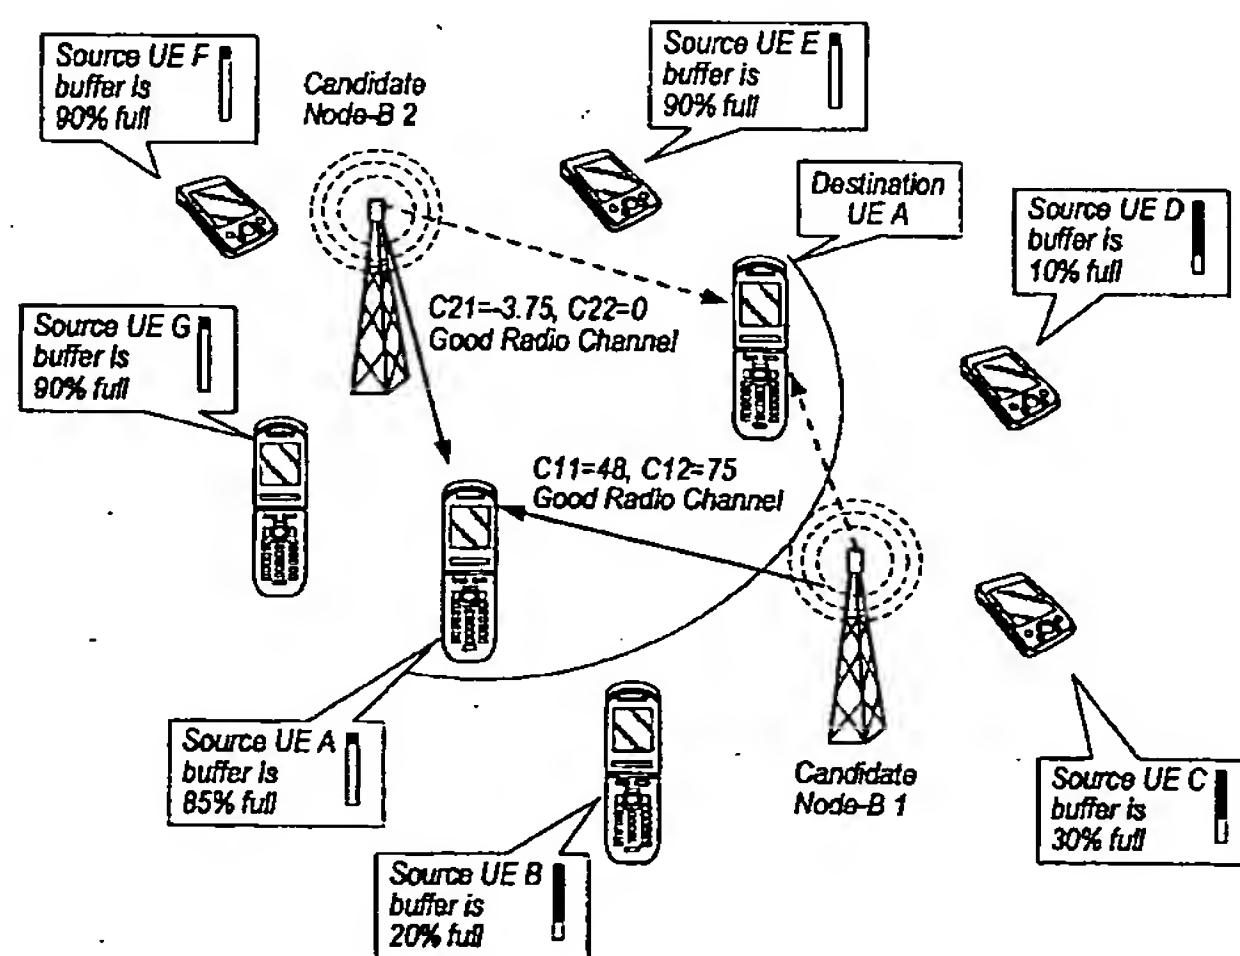 Source UE F
buffer is
90% full
Candidate
Node-B 2
Source UE E
buffer is
90% full
Destination
UE A
Source UE D
buffer is
10% full
C21=-3.75, C22=0
Good Radio Channel
Source UE G
buffer is
90% full
C11=48, C12=75
Good Radio Channel
Source UE A
buffer is
85% full
Candidate
Node-B 1
Source UE C
buffer is
30% full
Source UE B
buffer is
20% full